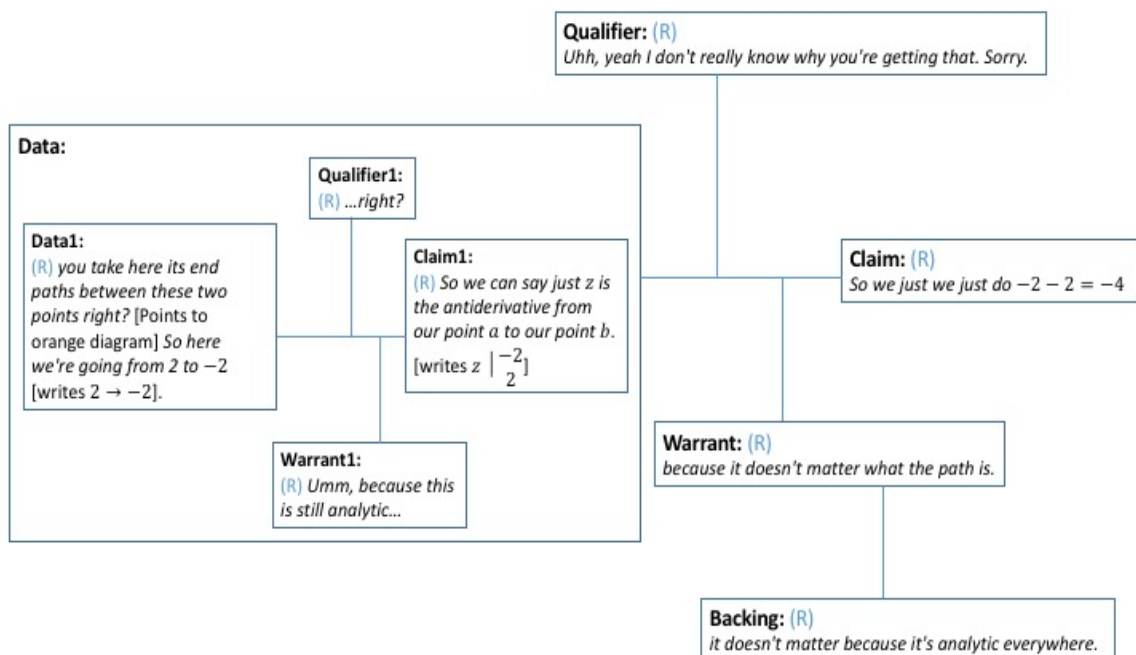 Qualifier: (R)
Uhh, yeah I don't really know why you're getting that. Sorry.
Data:
Qualifier1:
(R) ...right?
Data1:
(R) you take here its end
paths between these two
points right? [Points to
orange diagram] So here
we're going from 2 to −2
[writes 2 → −2].
Claim1:
(R) So we can say just z is
the antiderivative from
our point a to our point b.
[writes z |−2
2]
Warrant1:
(R) Umm, because this
is still analytic...
Claim: (R)
So we just we just do −2 − 2 = −4
Warrant: (R)
because it doesn't matter what the path is.
Backing: (R)
it doesn't matter because it's analytic everywhere.